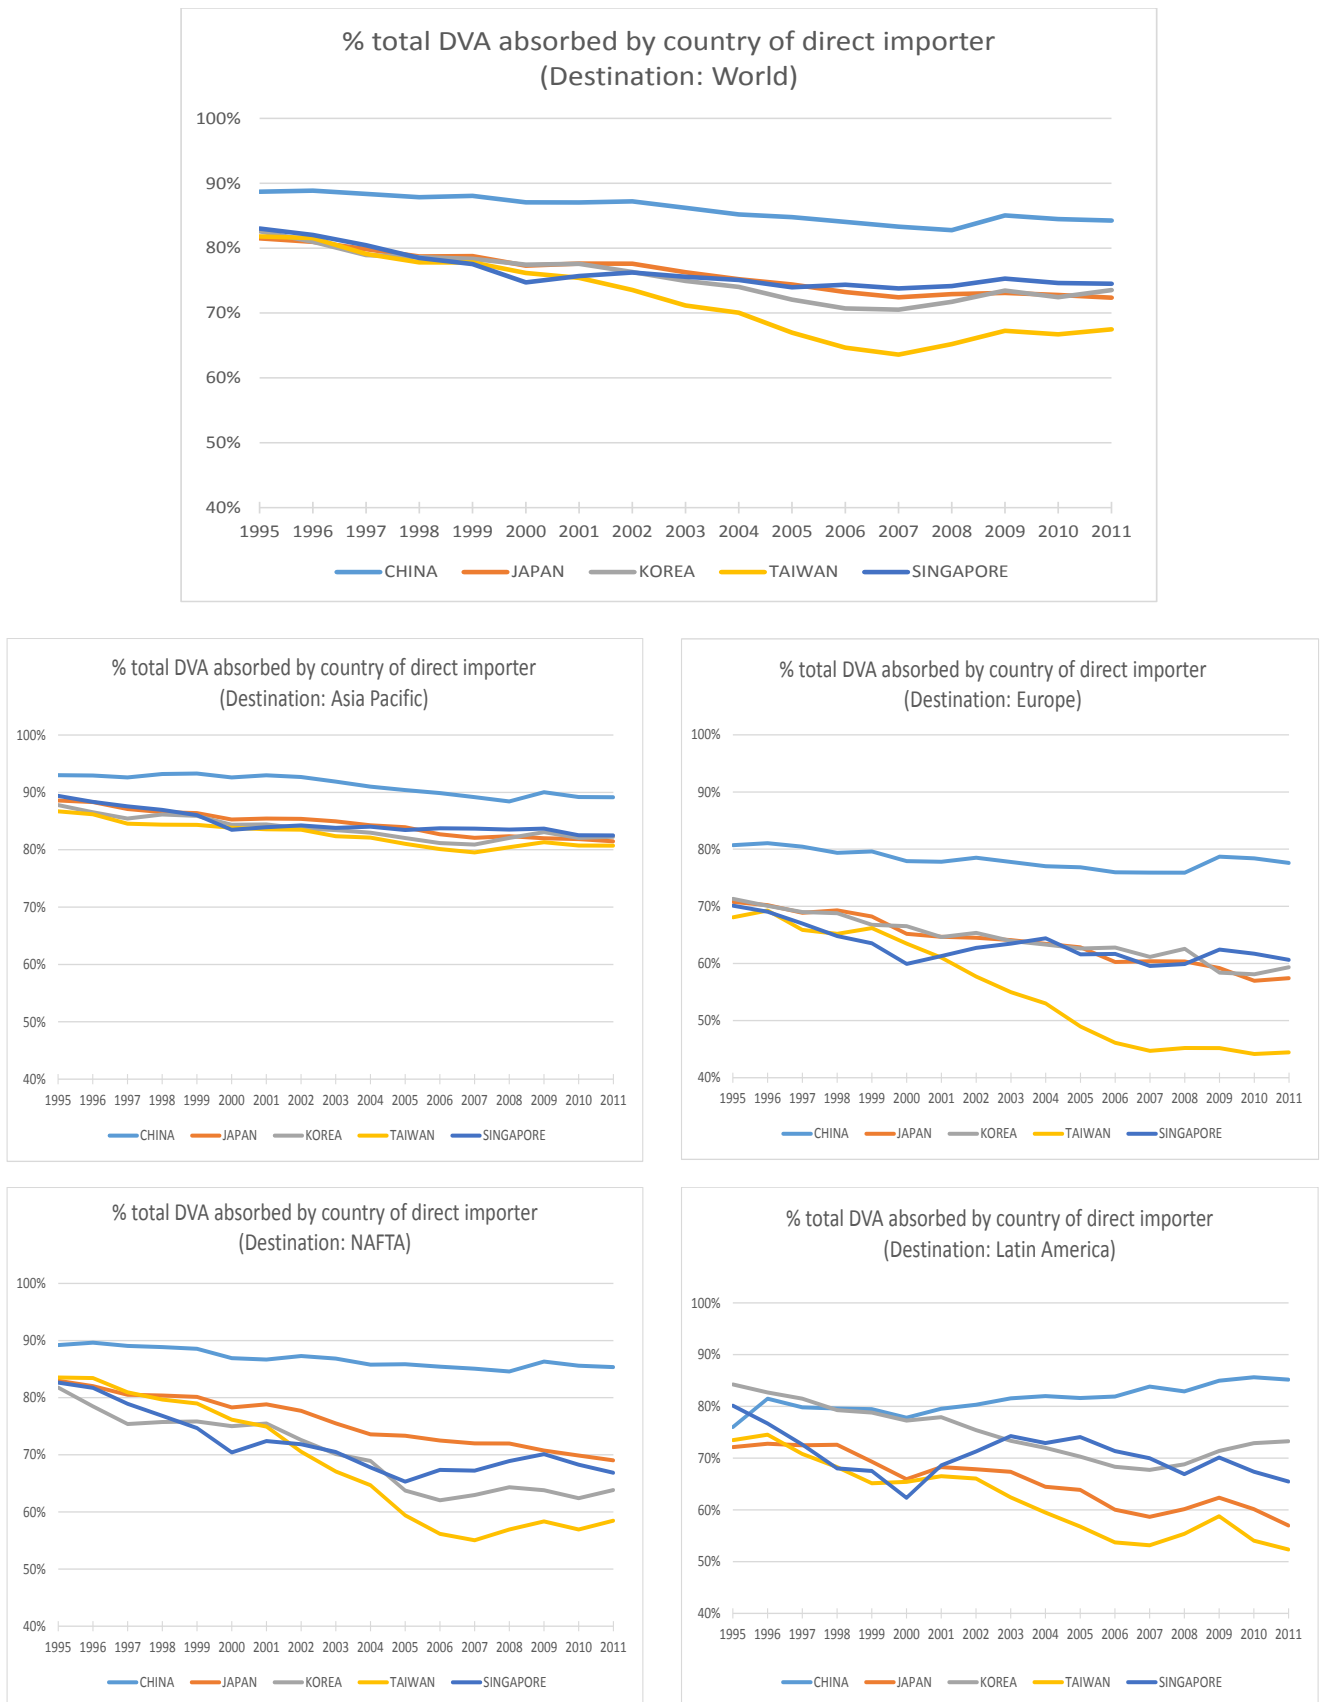 % total DVA absorbed by country of direct importer
(Destination: World)
100%
90%
80%
70%
60%
50%
40%
1995 1996 1997 1998 1999 2000 2001 2002 2003 2004 2005 2006 2007 2008 2009 2010 2011
CHINA JAPAN KOREA TAIWAN SINGAPORE
% total DVA absorbed by country of direct importer
(Destination: Asia Pacific)
100%
90%
80%
70%
60%
50%
40%
1995 1996 1997 1998 1999 2000 2001 2002 2003 2004 2005 2006 2007 2008 2009 2010 2011
CHINA JAPAN KOREA TAIWAN SINGAPORE
% total DVA absorbed by country of direct importer
(Destination: Europe)
100%
90%
80%
70%
60%
50%
40%
1995 1996 1997 1998 1999 2000 2001 2002 2003 2004 2005 2006 2007 2008 2009 2010 2011
CHINA JAPAN KOREA TAIWAN SINGAPORE
% total DVA absorbed by country of direct importer
(Destination: NAFTA)
100%
90%
80%
70%
60%
50%
40%
1995 1996 1997 1998 1999 2000 2001 2002 2003 2004 2005 2006 2007 2008 2009 2010 2011
CHINA JAPAN KOREA TAIWAN SINGAPORE
% total DVA absorbed by country of direct importer
(Destination: Latin America)
100%
90%
80%
70%
60%
50%
40%
1995 1996 1997 1998 1999 2000 2001 2002 2003 2004 2005 2006 2007 2008 2009 2010 2011
CHINA JAPAN KOREA TAIWAN SINGAPORE